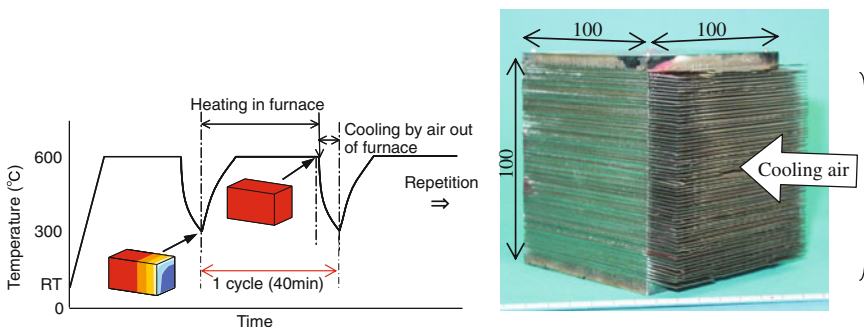 Heating in furnace
Cooling by air out
of furnace
Temperature (°C)
600
300
RT
0
Repetition
⇒
1 cycle (40min)
Time
100
100
100
Cooling air